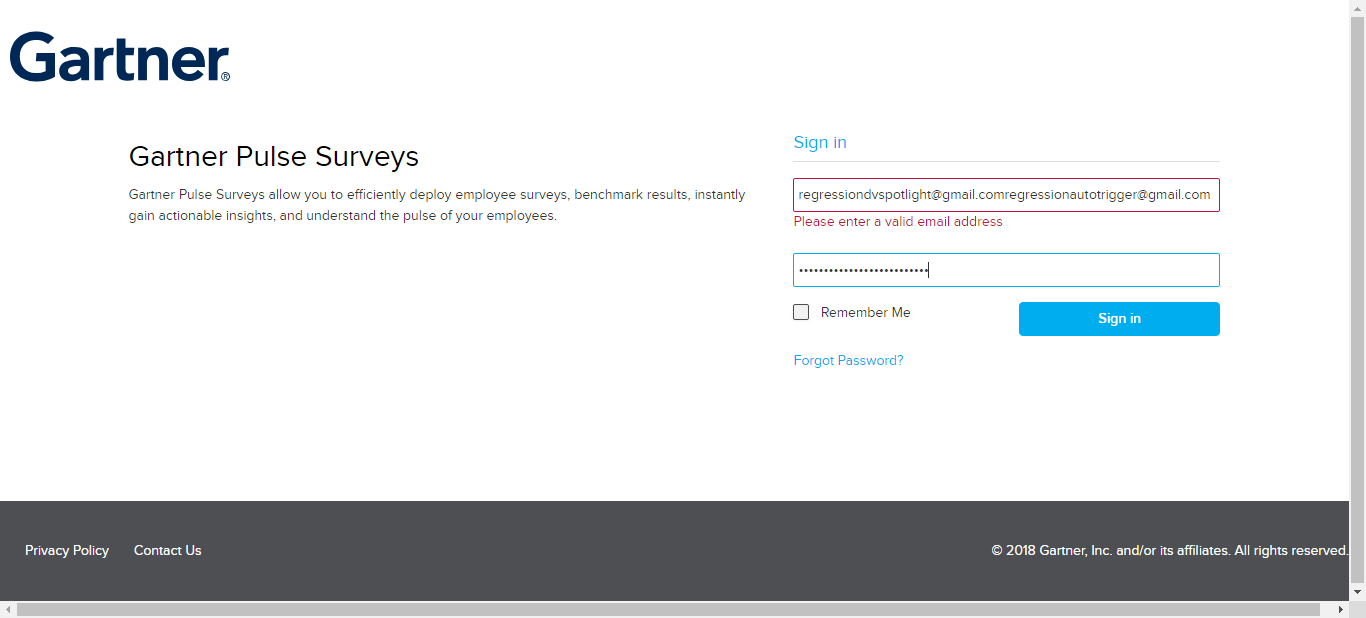 Gartner®
Gartner Pulse Surveys
Gartner Pulse Surveys allow you to efficiently deploy employee surveys, benchmark results, instantly
gain actionable insights, and understand the pulse of your employees.
Sign in
regressiondvspotlight@gmail.comregressionautotrigger@gmail.com
Please enter a valid email address
••••••••••••••••••••••••••
Remember Me
Sign in
Forgot Password?
Privacy Policy
Contact Us
© 2018 Gartner, Inc. and/or its affiliates. All rights reserved.